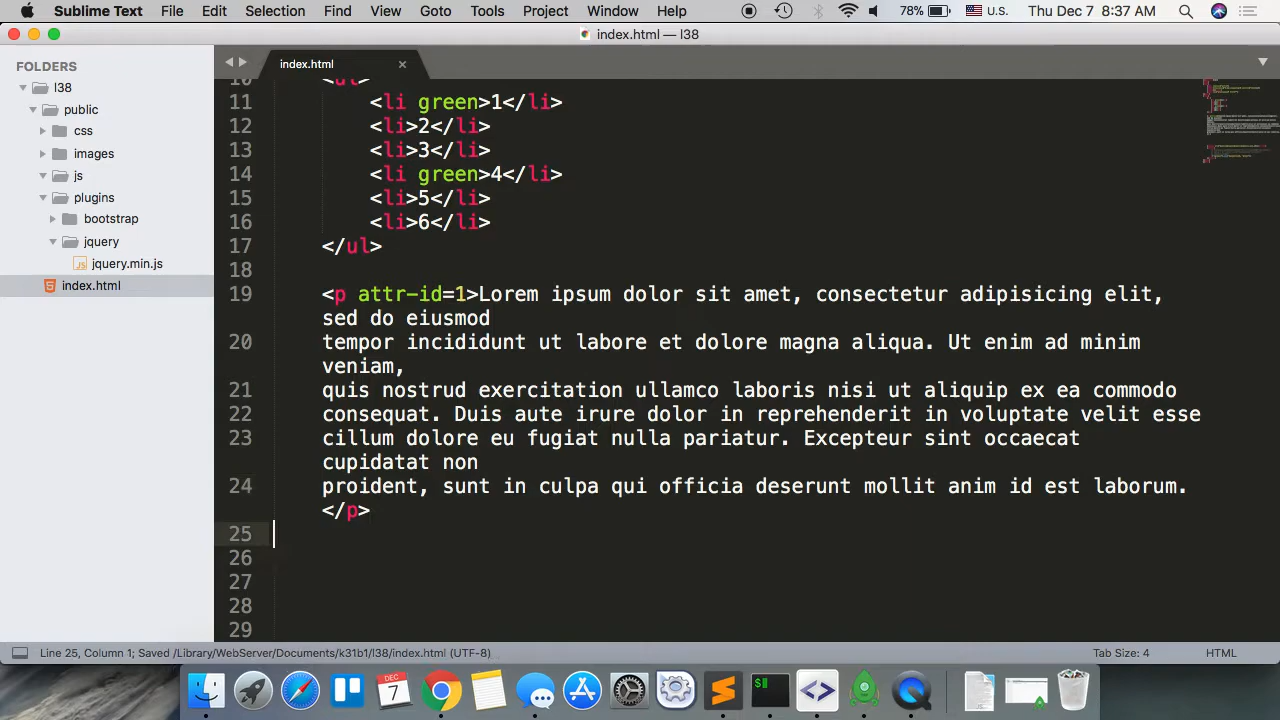 Sublime Text File Edit Selection Find View Goto Tools Project Window Help 78% U.S. Thu Dec 7 8:37 AM
index.html — l38
FOLDERS
l38
public
css
images
js
plugins
bootstrap
jquery
jquery.min.js
index.html
index.html
10 <ul>
11 <li green>1</li>
12 <li>2</li>
13 <li>3</li>
14 <li green>4</li>
15 <li>5</li>
16 <li>6</li>
17 </ul>
18
19 <p attr-id=1>Lorem ipsum dolor sit amet, consectetur adipisicing elit,
sed do eiusmod
20 tempor incididunt ut labore et dolore magna aliqua. Ut enim ad minim
veniam,
21 quis nostrud exercitation ullamco laboris nisi ut aliquip ex ea commodo
22 consequat. Duis aute irure dolor in reprehenderit in voluptate velit esse
23 cillum dolore eu fugiat nulla pariatur. Excepteur sint occaecat
cupidatat non
24 proident, sunt in culpa qui officia deserunt mollit anim id est laborum.
</p>
25
26
27
28
29
Line 25, Column 1; Saved /Library/WebServer/Documents/k31b1/l38/index.html (UTF-8) Tab Size: 4 HTML
DEC
7